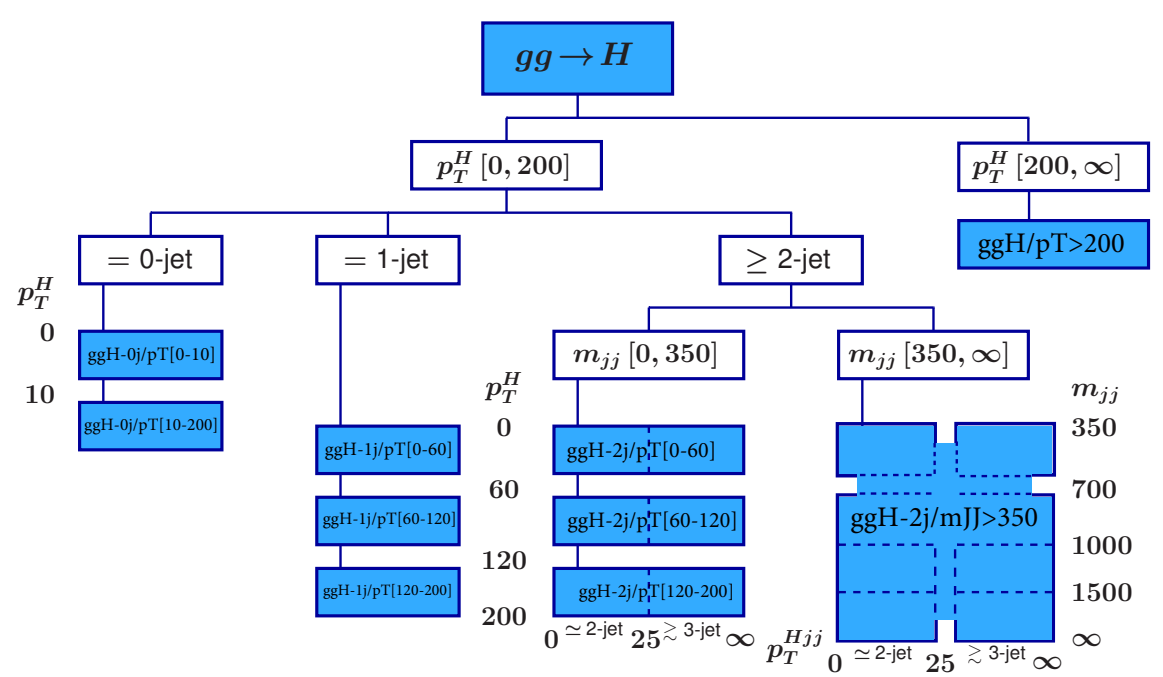 gg → H
p_T^H [0, 200]
p_T^H [200, ∞]
ggH/pT>200
= 0-jet
= 1-jet
≥ 2-jet
p_T^H
0
ggH-0j/pT[0-10]
10
ggH-0j/pT[10-200]
m_jj [0, 350]
m_jj [350, ∞]
p_T^H
m_jj
ggH-1j/pT[0-60]
0
ggH-2j/pT[0-60]
350
60
700
ggH-1j/pT[60-120]
ggH-2j/pT[60-120]
ggH-2j/mJJ>350
120
1000
ggH-1j/pT[120-200]
ggH-2j/pT[120-200]
1500
200
0 ≃ 2-jet 25 ≳ 3-jet ∞
∞
p_T^Hjj 0 ≃ 2-jet 25 ≳ 3-jet ∞